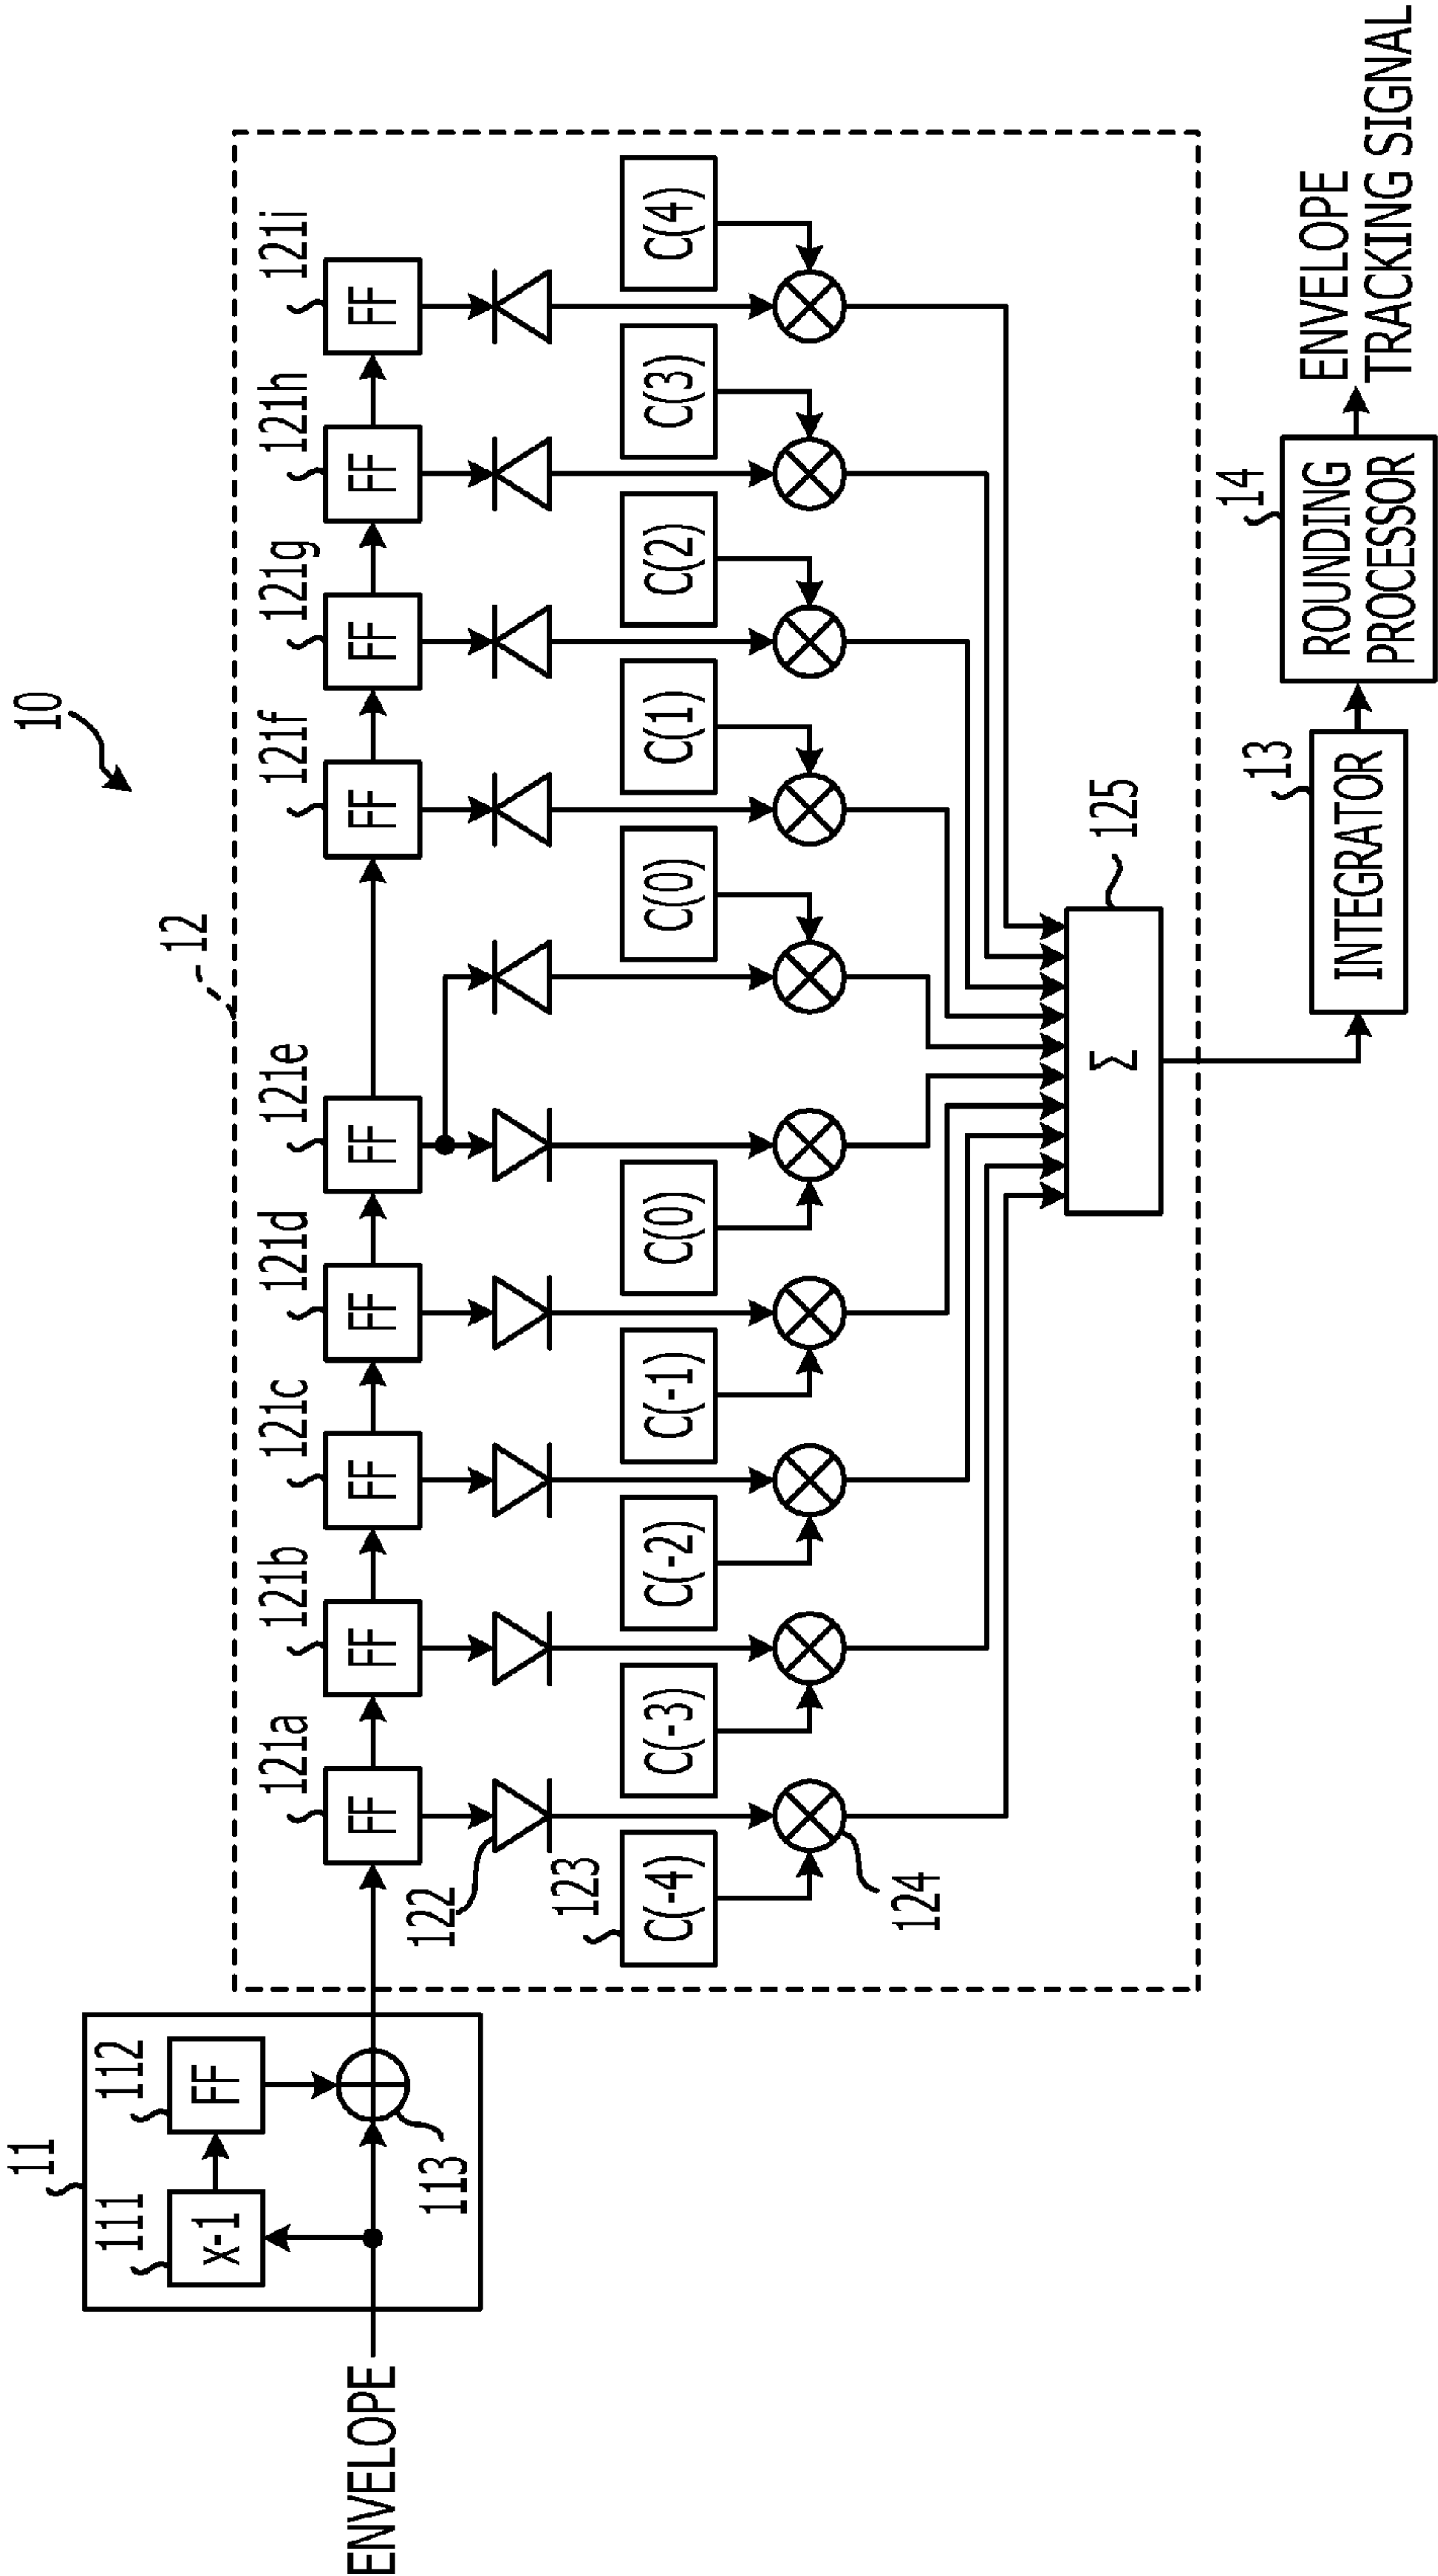 10
11
111
x-1
112
FF
113
ENVELOPE
12
121a
FF
121b
FF
121c
FF
121d
FF
121e
FF
121f
FF
121g
FF
121h
FF
121i
FF
122
123
C(-4)
C(-3)
C(-2)
C(-1)
C(0)
C(0)
C(1)
C(2)
C(3)
C(4)
124
125
Σ
13
INTEGRATOR
14
ROUNDING
PROCESSOR
ENVELOPE
TRACKING SIGNAL